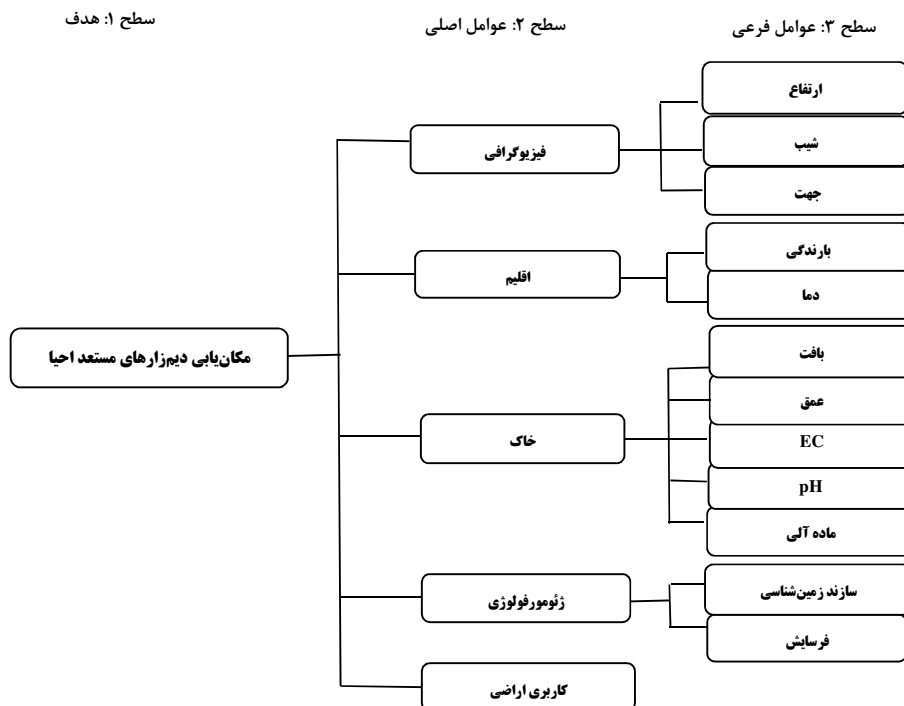 سطح ۱: هدف
سطح ۲: عوامل اصلی
سطح ۳: عوامل فرعی
مکان‌یابی دیم‌زارهای مستعد احیا
فیزیوگرافی
ارتفاع
شیب
جهت
اقلیم
بارندگی
دما
خاک
بافت
عمق
EC
pH
ماده آلی
ژئومورفولوژی
سازند زمین‌شناسی
فرسایش
کاربری اراضی